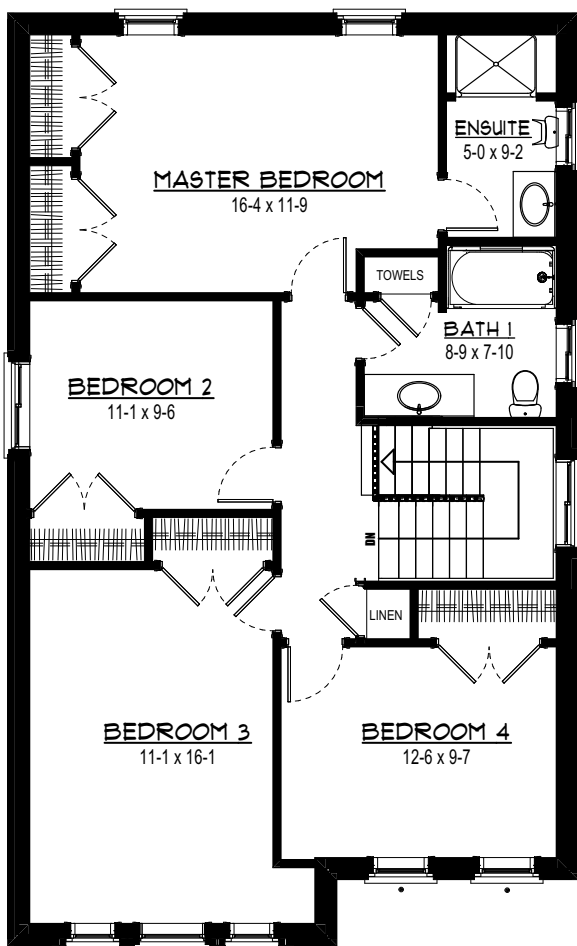 ENSUITE
5-0 x 9-2
MASTER BEDROOM
16-4 x 11-9
TOWELS
BATH 1
8-9 x 7-10
BEDROOM 2
11-1 x 9-6
DN
LINEN
BEDROOM 3
11-1 x 16-1
BEDROOM 4
12-6 x 9-7